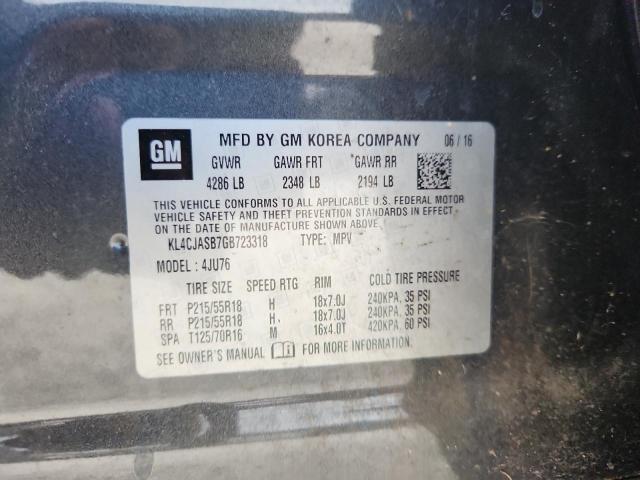 GM MFD BY GM KOREA COMPANY 06/16
GVWR GAWR FRT GAWR RR
4286 LB 2348 LB 2194 LB
THIS VEHICLE CONFORMS TO ALL APPLICABLE U.S. FEDERAL MOTOR
VEHICLE SAFETY AND THEFT PREVENTION STANDARDS IN EFFECT
ON THE DATE OF MANUFACTURE SHOWN ABOVE.
KL4CJASB7GB723318 TYPE: MPV
MODEL: 4JU76
TIRE SIZE SPEED RTG RIM COLD TIRE PRESSURE
FRT P215/55R18 H 18x7.0J 240KPA, 35 PSI
RR P215/55R18 H 18x7.0J 240KPA, 35 PSI
SPA T125/70R16 M 16x4.0T 420KPA, 60 PSI
SEE OWNER'S MANUAL FOR MORE INFORMATION.